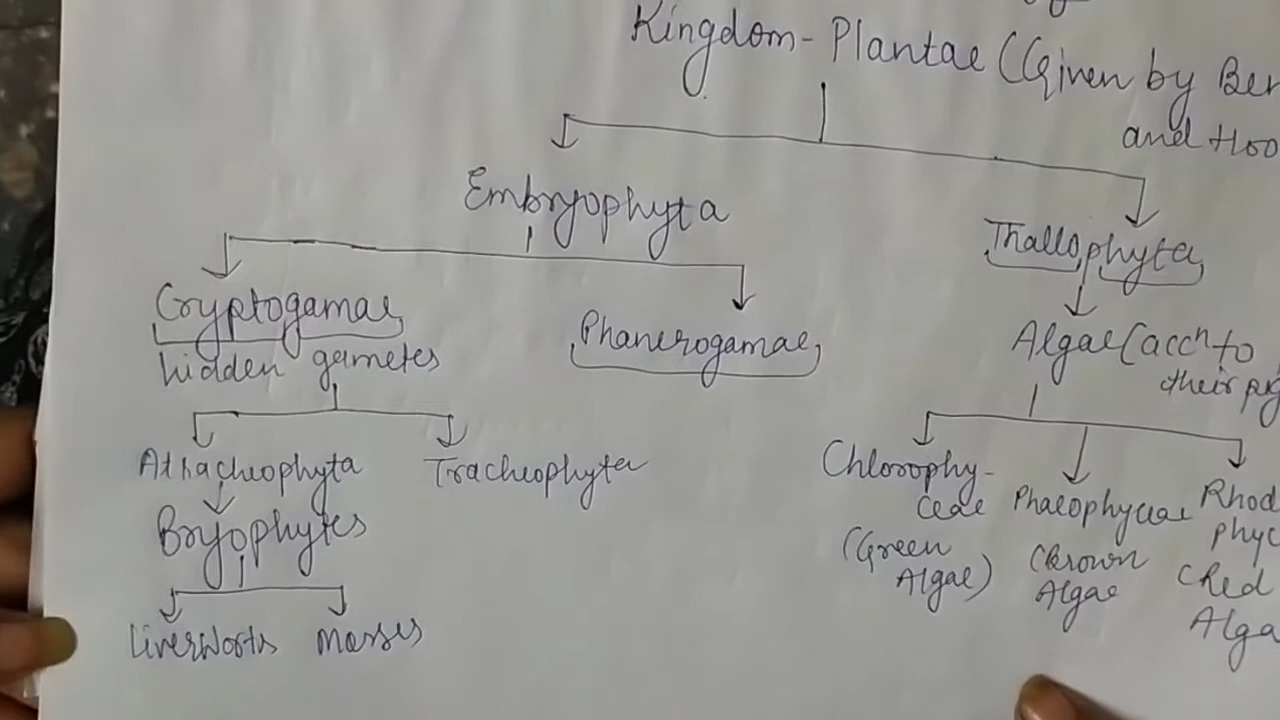 Kingdom - Plantae (Given by Ben
and Hoo
Embryophyta
Thallophyta
Cryptogamae
hidden gametes
Phanerogamae
Algae (accn to
their pig
Atracheophyta
Tracheophyta
Chlorophy-
ceae
Phaeophyceae
Rhod
phyc
Bryophytes
(Green
Algae)
(Brown
Algae
(Red
Alga
Liverworts
Mosses